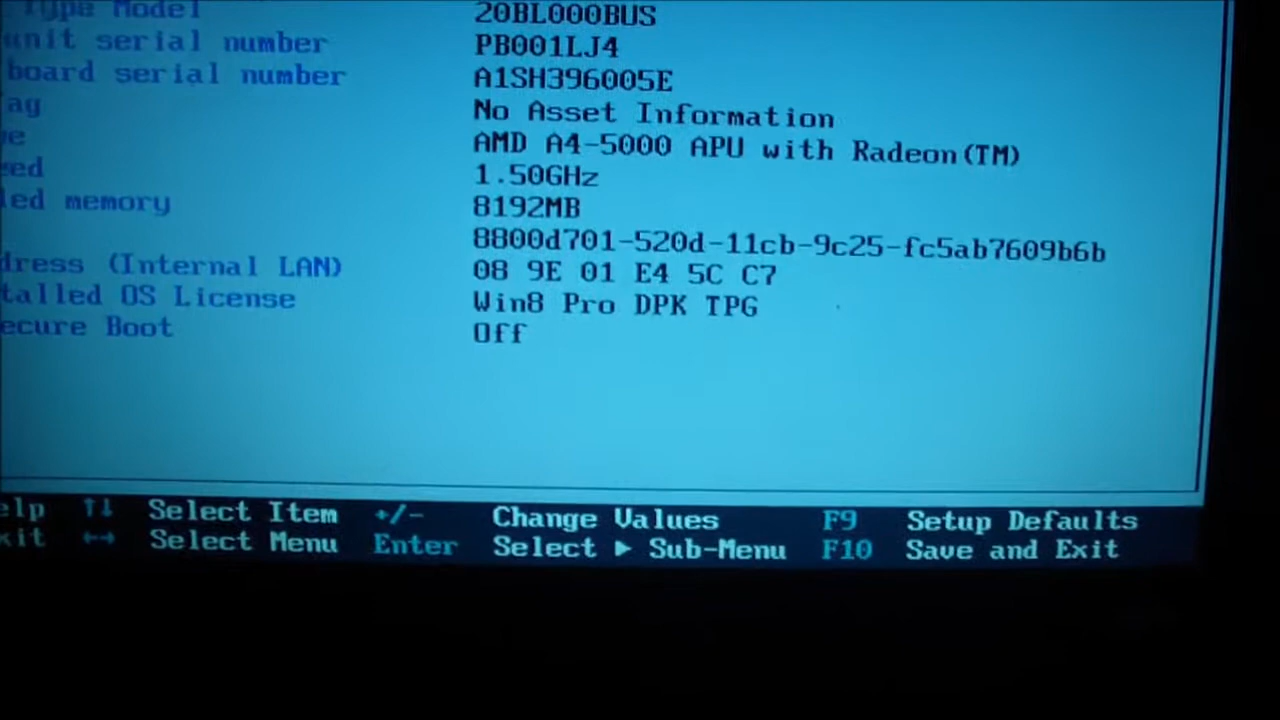 Type Model 20BL000BUS
unit serial number PB001LJ4
board serial number A1SH396005E
ag No Asset Information
e AMD A4-5000 APU with Radeon(TM)
eed 1.50GHz
led memory 8192MB
8800d701-520d-11cb-9c25-fc5ab7609b6b
dress (Internal LAN) 08 9E 01 E4 5C C7
talled OS License Win8 Pro DPK TPG
ecure Boot Off
elp ↑↓ Select Item +/- Change Values F9 Setup Defaults
xit ←→ Select Menu Enter Select ▶ Sub-Menu F10 Save and Exit